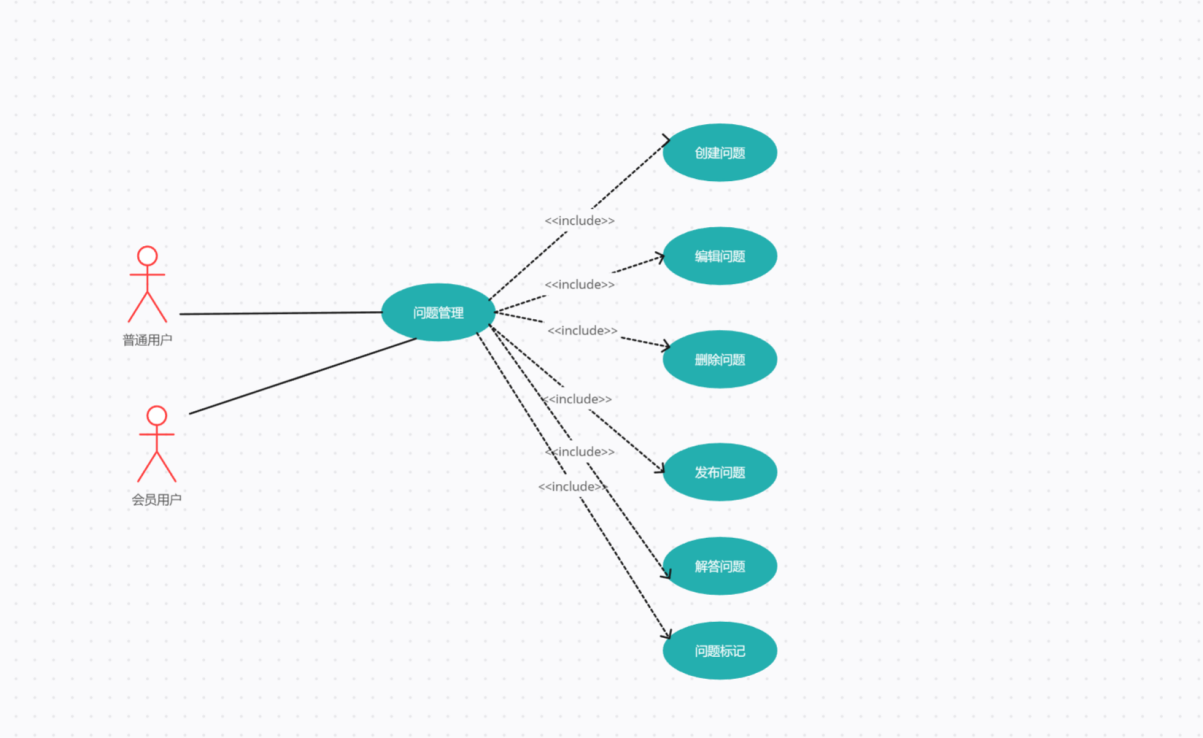 创建问题
<<include>>
编辑问题
<<include>>
问题管理
<<include>>
普通用户
删除问题
<<include>>
<<include>>
发布问题
<<include>>
会员用户
解答问题
问题标记